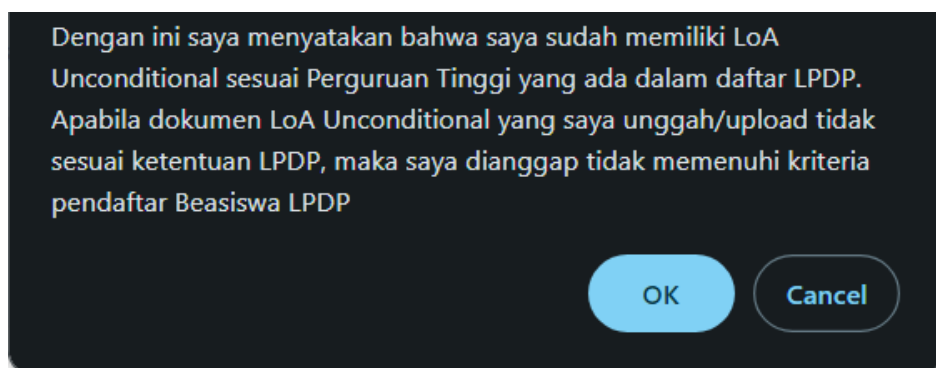 Dengan ini saya menyatakan bahwa saya sudah memiliki LoA
Unconditional sesuai Perguruan Tinggi yang ada dalam daftar LPDP.
Apabila dokumen LoA Unconditional yang saya unggah/upload tidak
sesuai ketentuan LPDP, maka saya dianggap tidak memenuhi kriteria
pendaftar Beasiswa LPDP
OK
Cancel